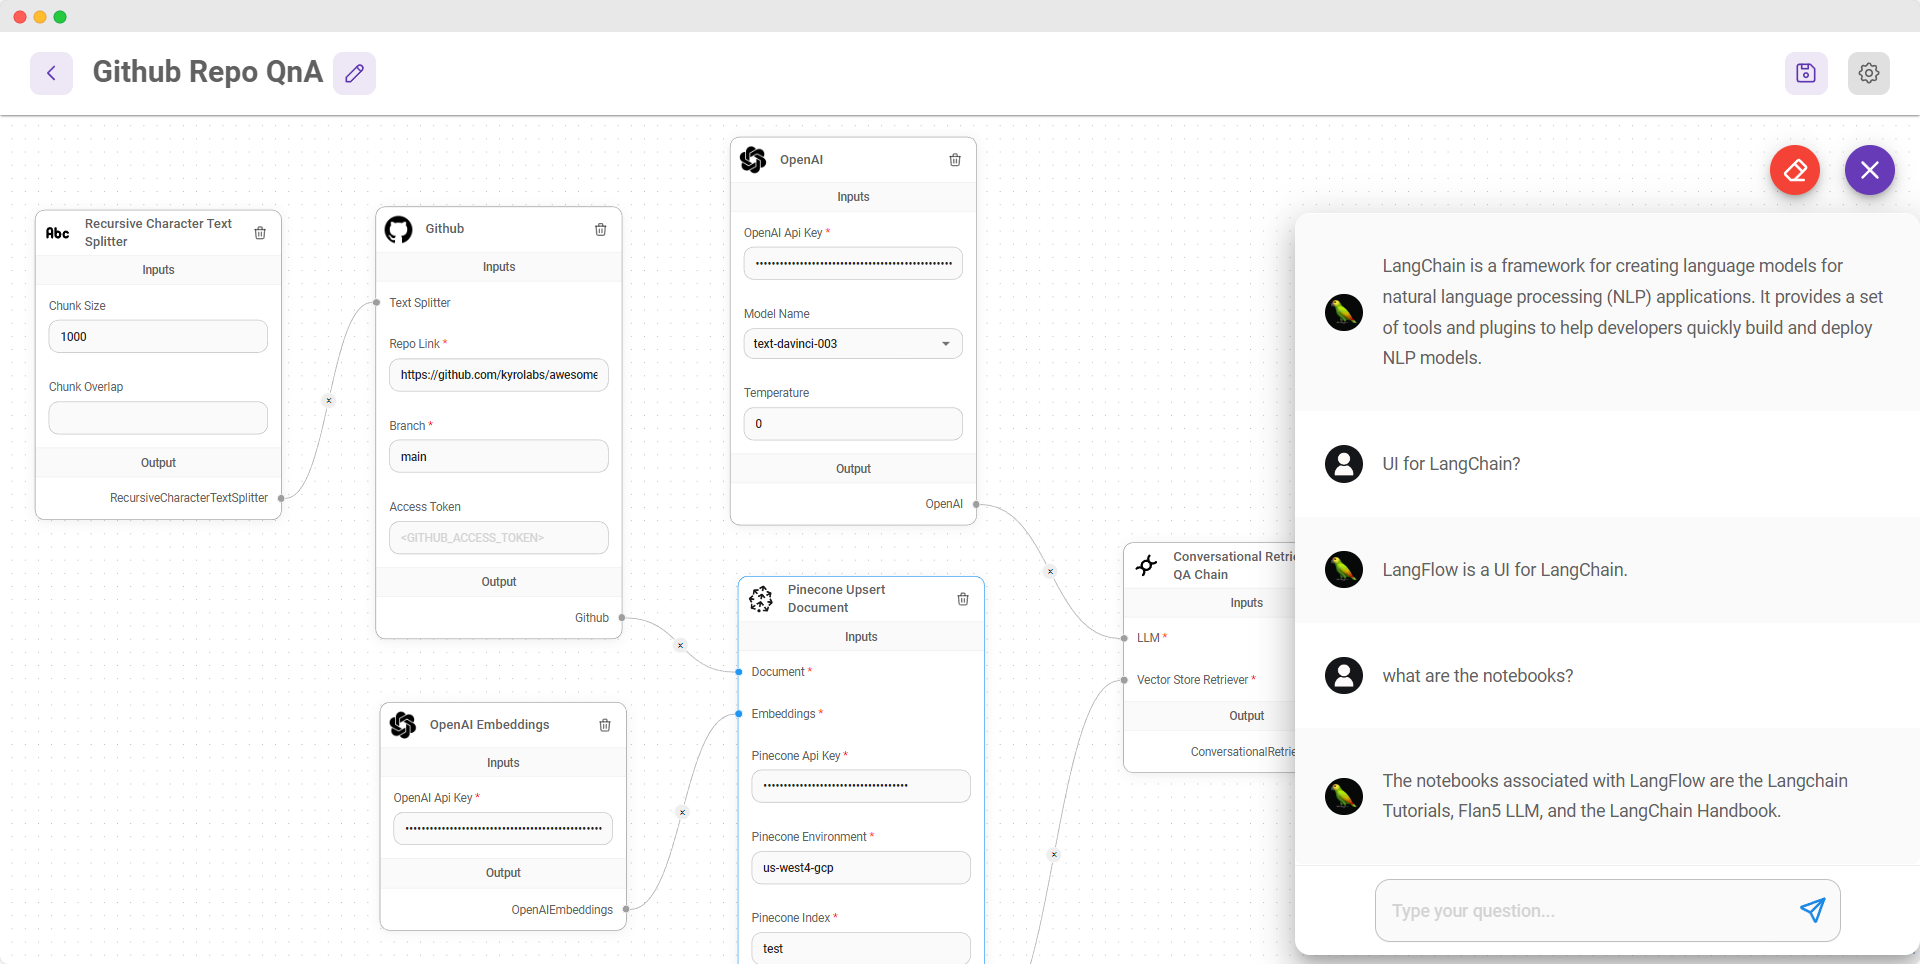 Github Repo QnA
Abc
Recursive Character Text
Splitter
Inputs
Chunk Size
1000
Chunk Overlap
Output
RecursiveCharacterTextSplitter
Github
Inputs
Text Splitter
Repo Link *
https://github.com/kyrolabs/awesome
Branch *
main
Access Token
<GITHUB_ACCESS_TOKEN>
Output
Github
OpenAI Embeddings
Inputs
OpenAI Api Key *
Output
OpenAIEmbeddings
OpenAI
Inputs
OpenAI Api Key *
Model Name
text-davinci-003
Temperature
0
Output
OpenAI
Pinecone Upsert
Document
Inputs
Document *
Embeddings *
Pinecone Api Key *
Pinecone Environment *
us-west4-gcp
Pinecone Index *
test
Conversational Retrie
QA Chain
Inputs
LLM *
Vector Store Retriever *
Output
ConversationalRetrie
LangChain is a framework for creating language models for
natural language processing (NLP) applications. It provides a set
of tools and plugins to help developers quickly build and deploy
NLP models.
UI for LangChain?
LangFlow is a UI for LangChain.
what are the notebooks?
The notebooks associated with LangFlow are the Langchain
Tutorials, Flan5 LLM, and the LangChain Handbook.
Type your question...